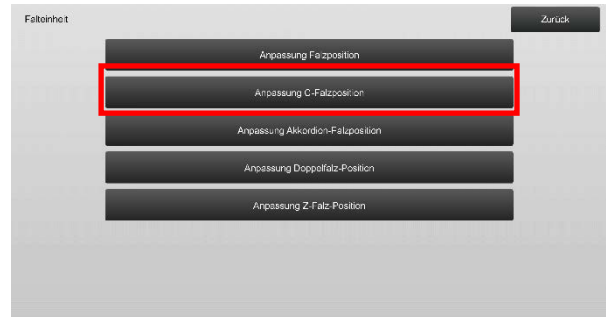 Falteinheit
Zurück
Anpassung Falzposition
Anpassung C-Falzposition
Anpassung Akkordion-Falzposition
Anpassung Doppelfalz-Position
Anpassung Z-Falz-Position